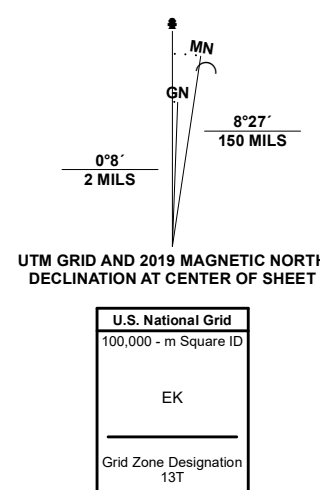 MN
GN
8°27´
150 MILS
0°8´
2 MILS
UTM GRID AND 2019 MAGNETIC NORTH
DECLINATION AT CENTER OF SHEET
U.S. National Grid
100,000 - m Square ID
EK
Grid Zone Designation
13T